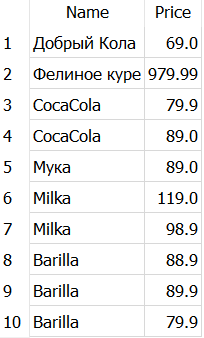 Name Price
1 Добрый Кола 69.0
2 Фелиное куре 979.99
3 CocaCola 79.9
4 CocaCola 89.0
5 Мука 89.0
6 Milka 119.0
7 Milka 98.9
8 Barilla 88.9
9 Barilla 89.9
10 Barilla 79.9